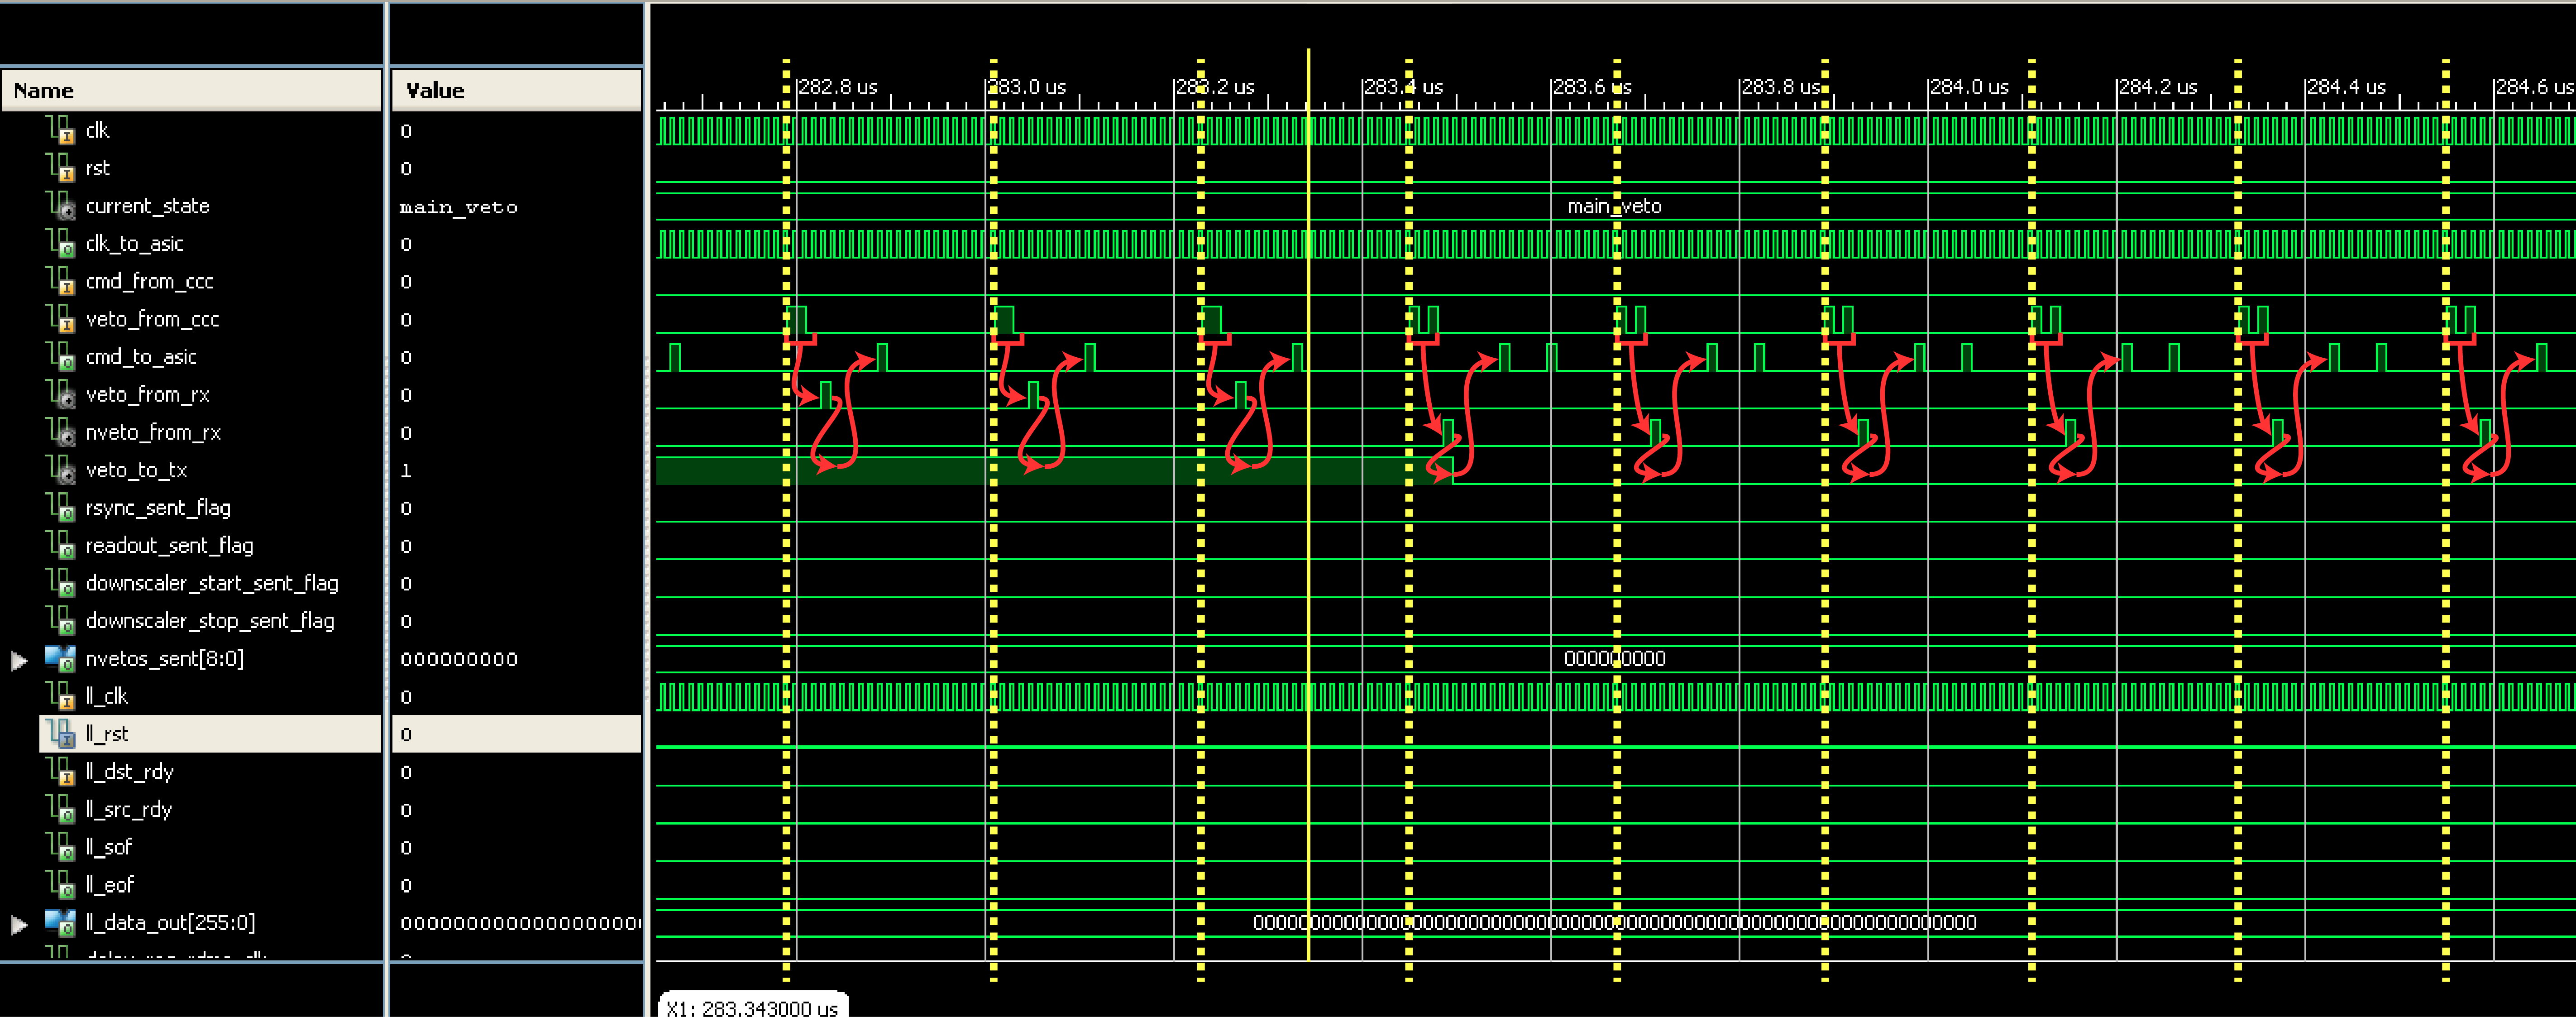 Name Value
282.8 us 283.0 us 283.2 us 283.4 us 283.6 us 283.8 us 284.0 us 284.2 us 284.4 us 284.6 us
clk 0
rst 0
current_state main_veto main_veto
clk_to_asic 0
cmd_from_ccc 0
veto_from_ccc 0
cmd_to_asic 0
veto_from_rx 0
nveto_from_rx 0
veto_to_tx 1
rsync_sent_flag 0
readout_sent_flag 0
downscaler_start_sent_flag 0
downscaler_stop_sent_flag 0
nvetos_sent[8:0] 000000000 000000000
ll_clk 0
ll_rst 0
ll_dst_rdy 0
ll_src_rdy 0
ll_sof 0
ll_eof 0
ll_data_out[255:0]
X1: 283.343000 us